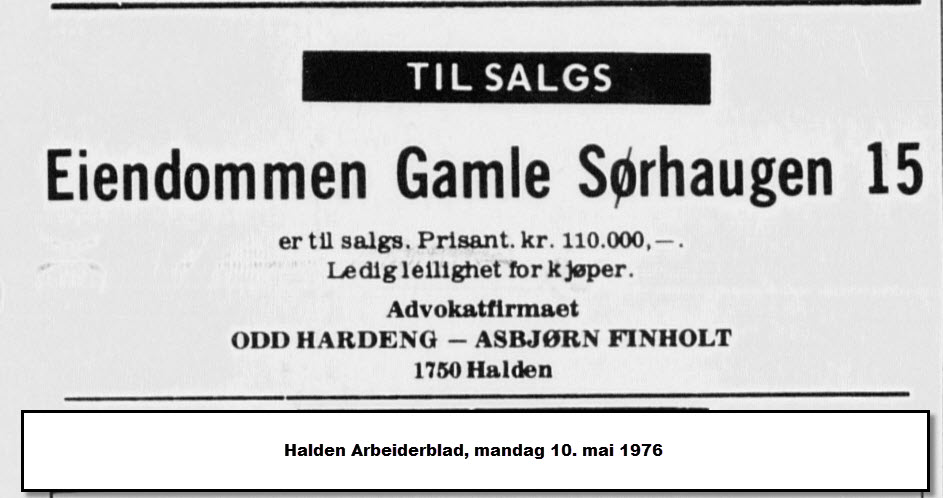 TIL SALGS
Eiendommen Gamle Sørhaugen 15
er til salgs. Prisant. kr. 110.000,—.
Ledig leilighet for kjøper.
Advokatfirmaet
ODD HARDENG — ASBJØRN FINHOLT
1750 Halden
Halden Arbeiderblad, mandag 10. mai 1976